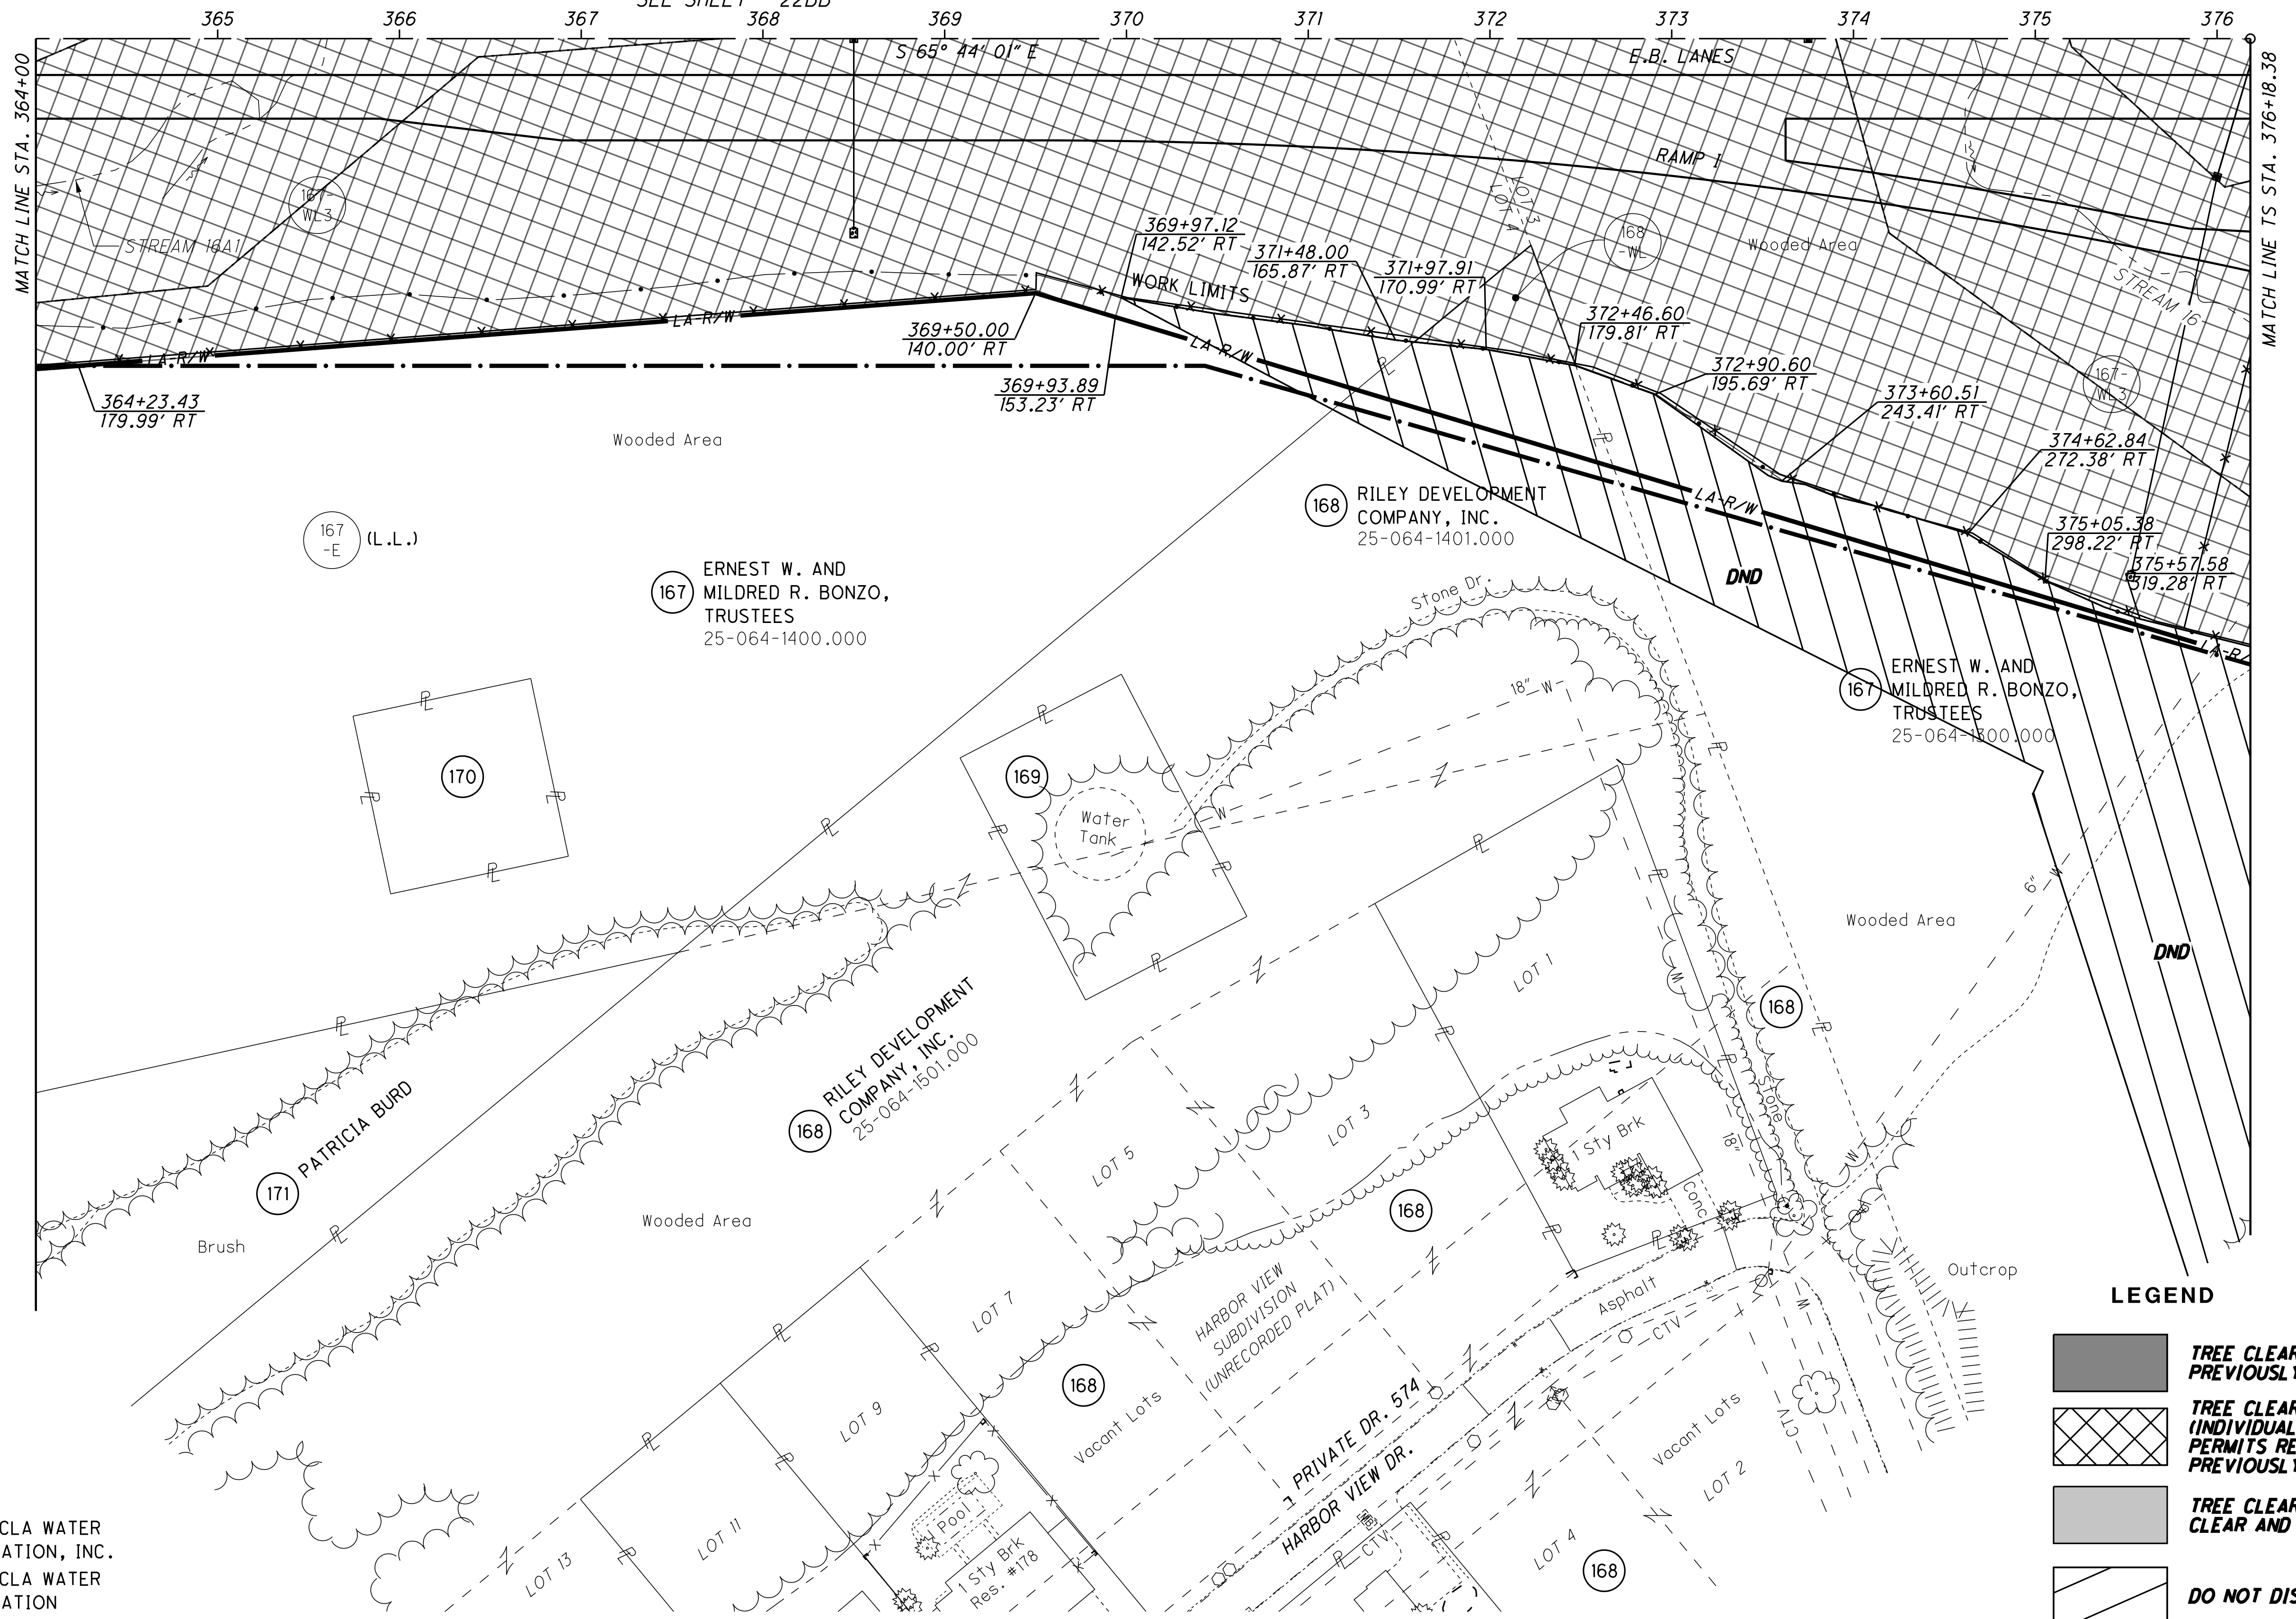 SEE SHEET 22BB
365 366 367 368 369 370 371 372 373 374 375 376
MATCH LINE STA. 364+00
MATCH LINE TS STA. 376+18.38
S 65° 44' 01" E
E.B. LANES
RAMP I
LOT 3
LOT 4
167-
WL3
STREAM 16A1
168
-WL
Wooded Area
STREAM 16
167-
WL3
WORK LIMITS
369+97.12
142.52' RT
371+48.00
165.87' RT
371+97.91
170.99' RT
372+46.60
179.81' RT
372+90.60
195.69' RT
373+60.51
243.41' RT
374+62.84
272.38' RT
375+05.38
298.22' RT
375+57.58
319.28' RT
369+50.00
140.00' RT
369+93.89
153.23' RT
364+23.43
179.99' RT
LA-R/W
LA-R/W
LA-R/W
LA-R/W
Wooded Area
167
-E
(L.L.)
167
ERNEST W. AND
MILDRED R. BONZO,
TRUSTEES
25-064-1400.000
168
RILEY DEVELOPMENT
COMPANY, INC.
25-064-1401.000
DND
167
ERNEST W. AND
MILDRED R. BONZO,
TRUSTEES
25-064-1300.000
Stone Dr.
18" W
170
169
Water
Tank
6" W
Wooded Area
DND
168
RILEY DEVELOPMENT
COMPANY, INC.
25-064-1501.000
171
PATRICIA BURD
Brush
Wooded Area
LOT 1
LOT 3
LOT 5
LOT 7
LOT 9
LOT 11
LOT 13
168
Stone
18"
1 Sty Brk
Conc
168
168
HARBOR VIEW
SUBDIVISION
(UNRECORDED PLAT)
Vacant Lots
Asphalt
CTV
Outcrop
PRIVATE DR. 574
HARBOR VIEW DR.
Vacant Lots
CTV
LOT 2
LOT 4
168
Pool
1 Sty Brk
Res. #178
MB
CTV
CLA WATER
ATION, INC.
CLA WATER
ATION
LEGEND
TREE CLEAR
PREVIOUSLY
TREE CLEAR
(INDIVIDUAL
PERMITS RE
PREVIOUSLY
TREE CLEAR
CLEAR AND
DO NOT DIS